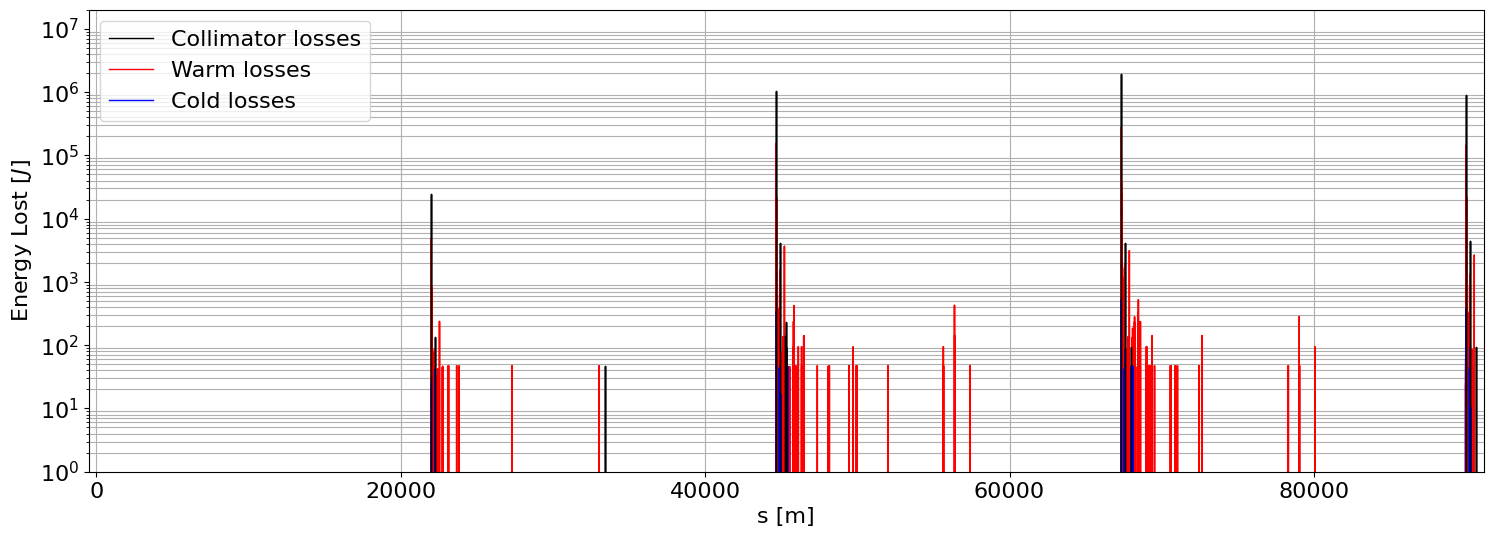 Energy Lost [J]
10^7
10^6
10^5
10^4
10^3
10^2
10^1
10^0
Collimator losses
Warm losses
Cold losses
0 20000 40000 60000 80000
s [m]